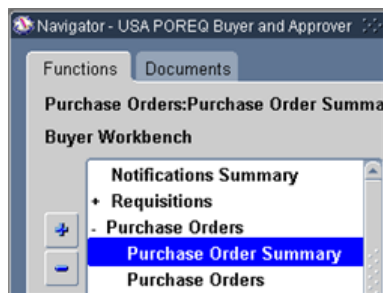 Navigator - USA POREQ Buyer and Approver
Functions Documents
Purchase Orders:Purchase Order Summa
Buyer Workbench
Notifications Summary
+ Requisitions
- Purchase Orders
Purchase Order Summary
Purchase Orders